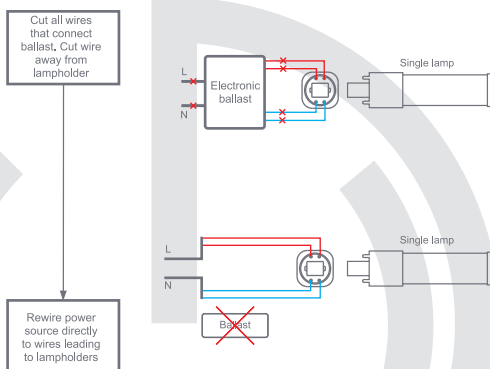 Cut all wires
that connect
ballast. Cut wire
away from
lampholder
L
N
Electronic
ballast
Single lamp
L
N
Single lamp
Ballast
Rewire power
source directly
to wires leading
to lampholders